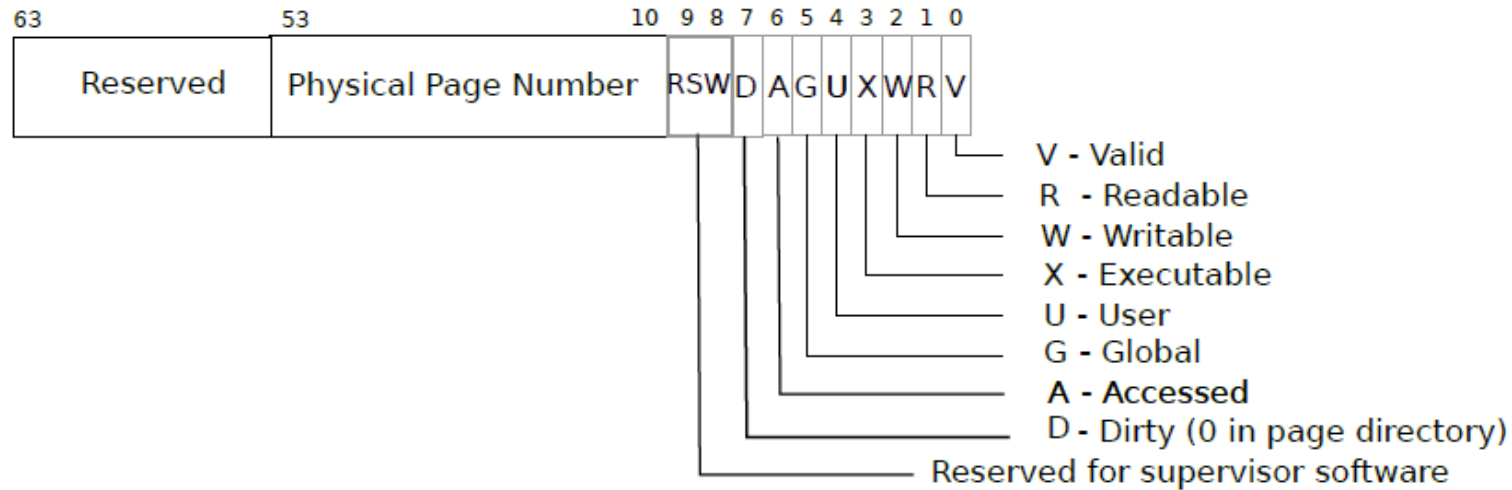 63 53 10 9 8 7 6 5 4 3 2 1 0
Reserved Physical Page Number RSW D A G U X W R V
V - Valid
R - Readable
W - Writable
X - Executable
U - User
G - Global
A - Accessed
D - Dirty (0 in page directory)
Reserved for supervisor software